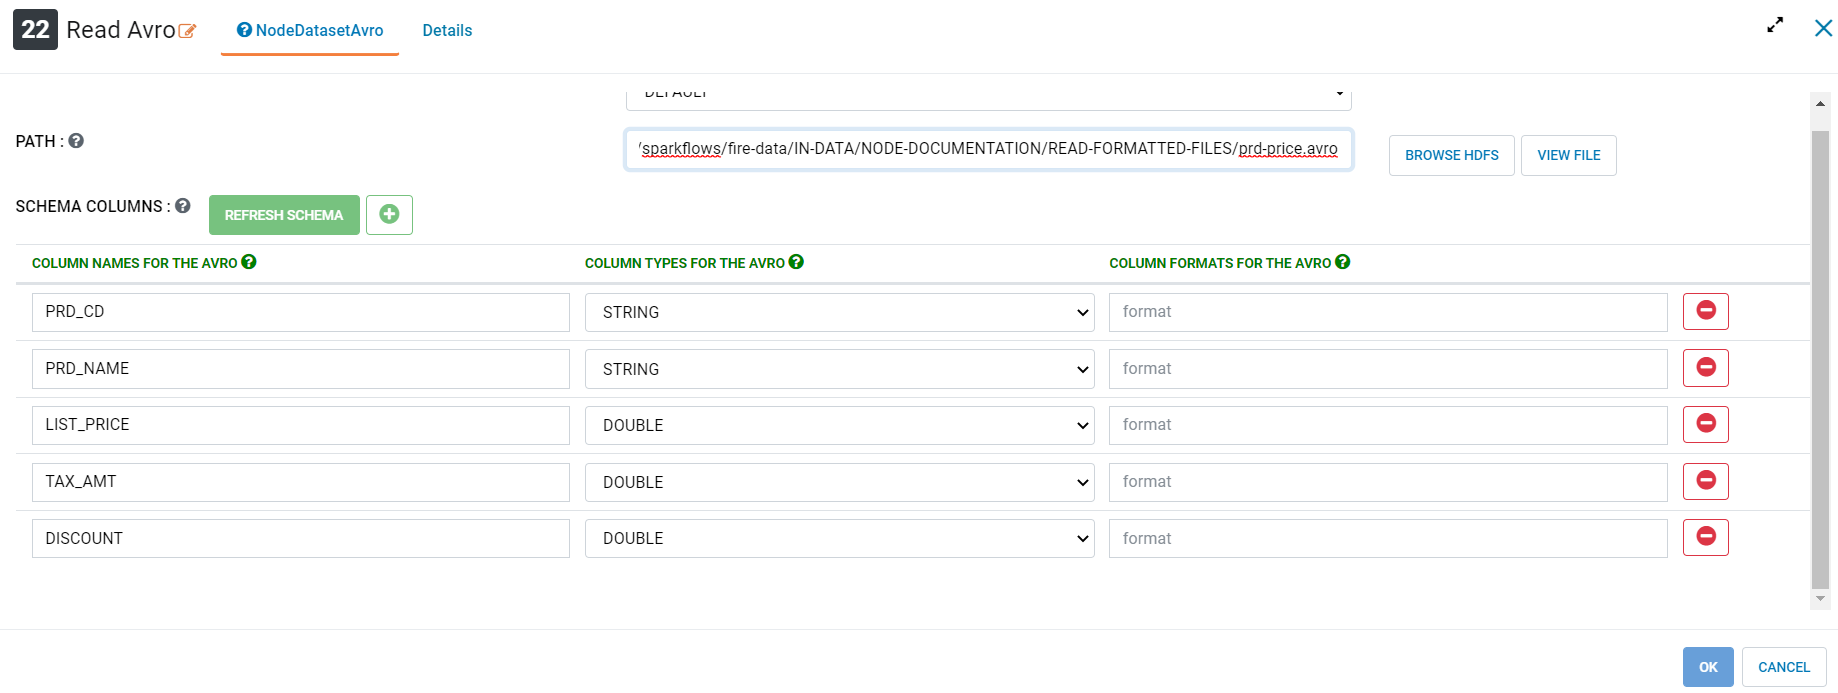 22 Read Avro NodeDatasetAvro Details
DEFAULT
PATH : /sparkflows/fire-data/IN-DATA/NODE-DOCUMENTATION/READ-FORMATTED-FILES/prd-price.avro BROWSE HDFS VIEW FILE
SCHEMA COLUMNS : REFRESH SCHEMA
COLUMN NAMES FOR THE AVRO COLUMN TYPES FOR THE AVRO COLUMN FORMATS FOR THE AVRO
PRD_CD STRING format
PRD_NAME STRING format
LIST_PRICE DOUBLE format
TAX_AMT DOUBLE format
DISCOUNT DOUBLE format
OK CANCEL